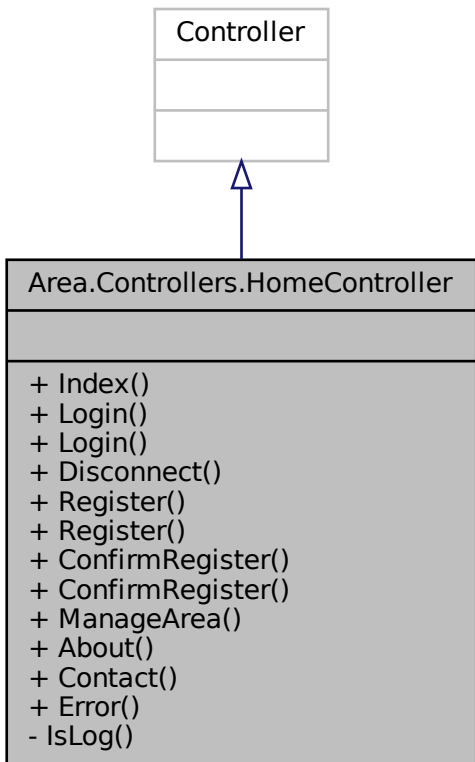 Controller
Area.Controllers.HomeController
+ Index()
+ Login()
+ Login()
+ Disconnect()
+ Register()
+ Register()
+ ConfirmRegister()
+ ConfirmRegister()
+ ManageArea()
+ About()
+ Contact()
+ Error()
- IsLog()